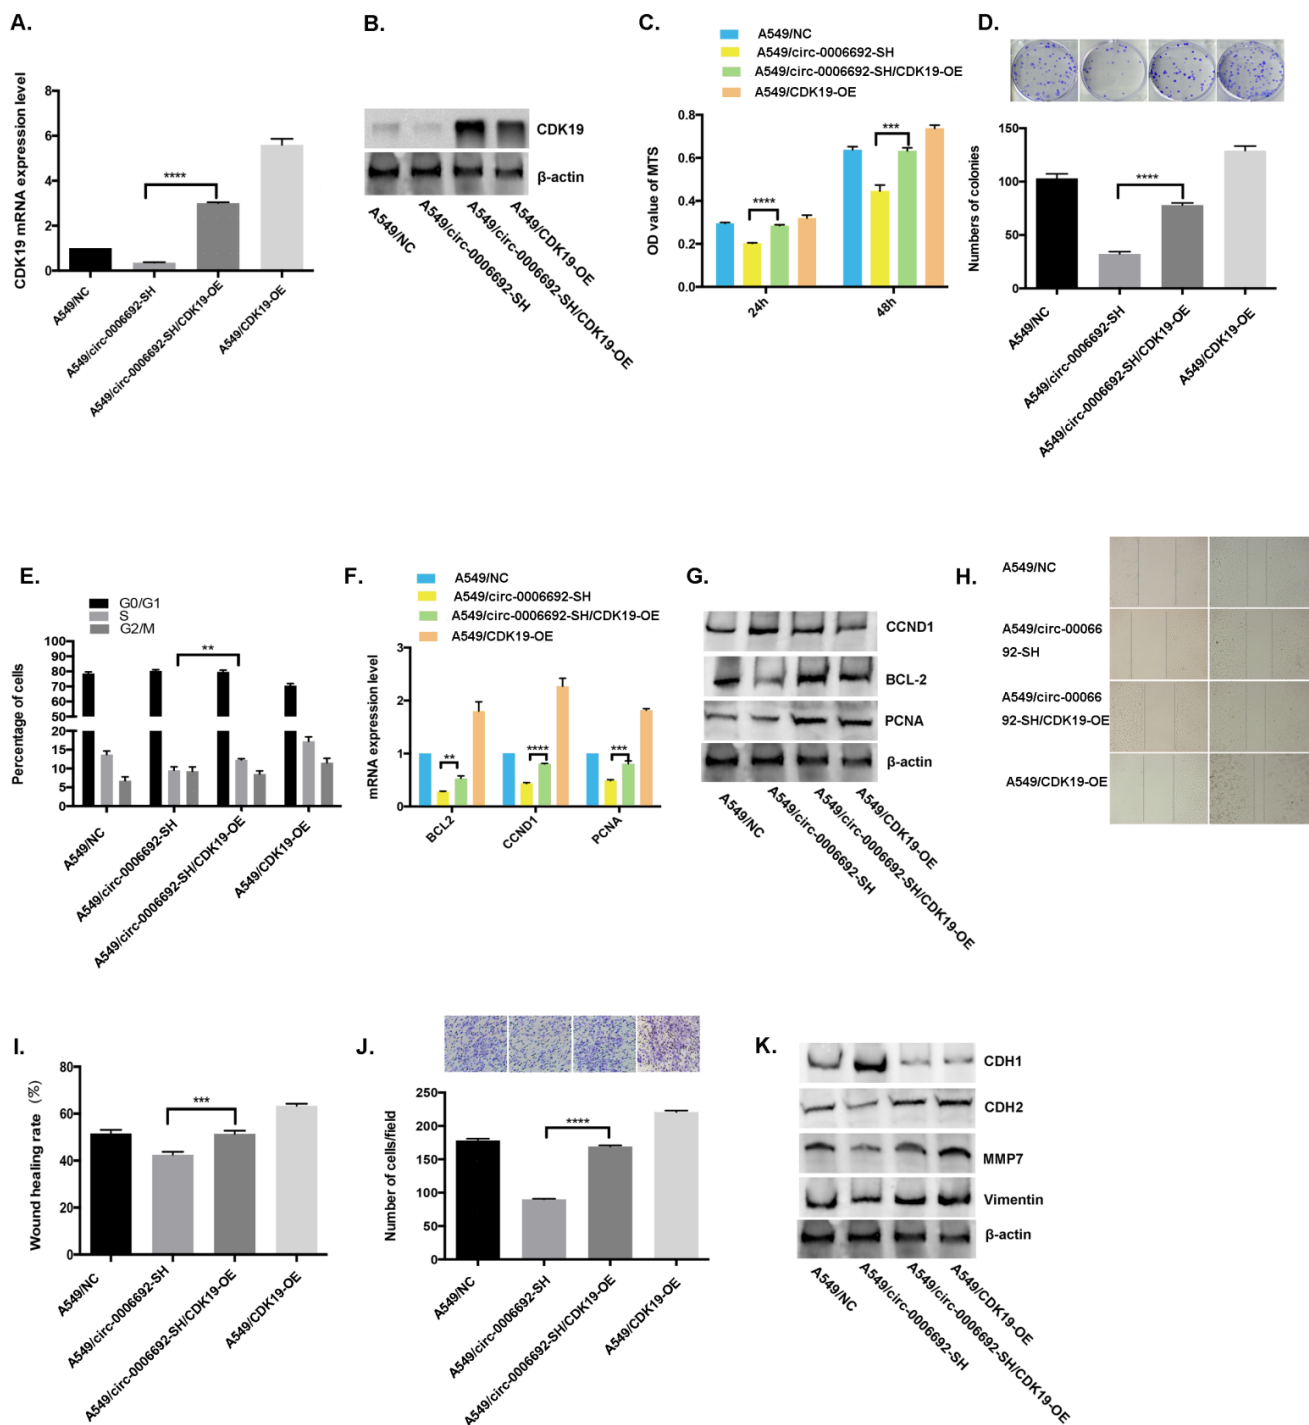 A.
CDK19 mRNA expression level
8
6
4
2
0
****
A549/NC
A549/circ-0006692-SH
A549/circ-0006692-SH/CDK19-OE
A549/CDK19-OE
B.
CDK19
β-actin
A549/NC
A549/circ-0006692-SH
A549/circ-0006692-SH/CDK19-OE
A549/CDK19-OE
C.
A549/NC
A549/circ-0006692-SH
A549/circ-0006692-SH/CDK19-OE
A549/CDK19-OE
OD value of MTS
0.8
0.6
0.4
0.2
0.0
****
***
24h
48h
D.
Numbers of colonies
150
100
50
0
****
A549/NC
A549/circ-0006692-SH
A549/circ-0006692-SH/CDK19-OE
A549/CDK19-OE
E.
G0/G1
S
G2/M
Percentage of cells
100
90
80
70
60
50
20
15
10
5
0
**
A549/NC
A549/circ-0006692-SH
A549/circ-0006692-SH/CDK19-OE
A549/CDK19-OE
F.
A549/NC
A549/circ-0006692-SH
A549/circ-0006692-SH/CDK19-OE
A549/CDK19-OE
mRNA expression level
3
2
1
0
**
****
***
BCL2
CCND1
PCNA
G.
CCND1
BCL-2
PCNA
β-actin
A549/NC
A549/circ-0006692-SH
A549/circ-0006692-SH/CDK19-OE
A549/CDK19-OE
H.
A549/NC
A549/circ-00066
92-SH
A549/circ-00066
92-SH/CDK19-OE
A549/CDK19-OE
I.
Wound healing rate (%)
80
60
40
20
0
***
A549/NC
A549/circ-0006692-SH
A549/circ-0006692-SH/CDK19-OE
A549/CDK19-OE
J.
Number of cells/field
250
200
150
100
50
0
****
A549/NC
A549/circ-0006692-SH
A549/circ-0006692-SH/CDK19-OE
A549/CDK19-OE
K.
CDH1
CDH2
MMP7
Vimentin
β-actin
A549/NC
A549/circ-0006692-SH
A549/circ-0006692-SH/CDK19-OE
A549/CDK19-OE